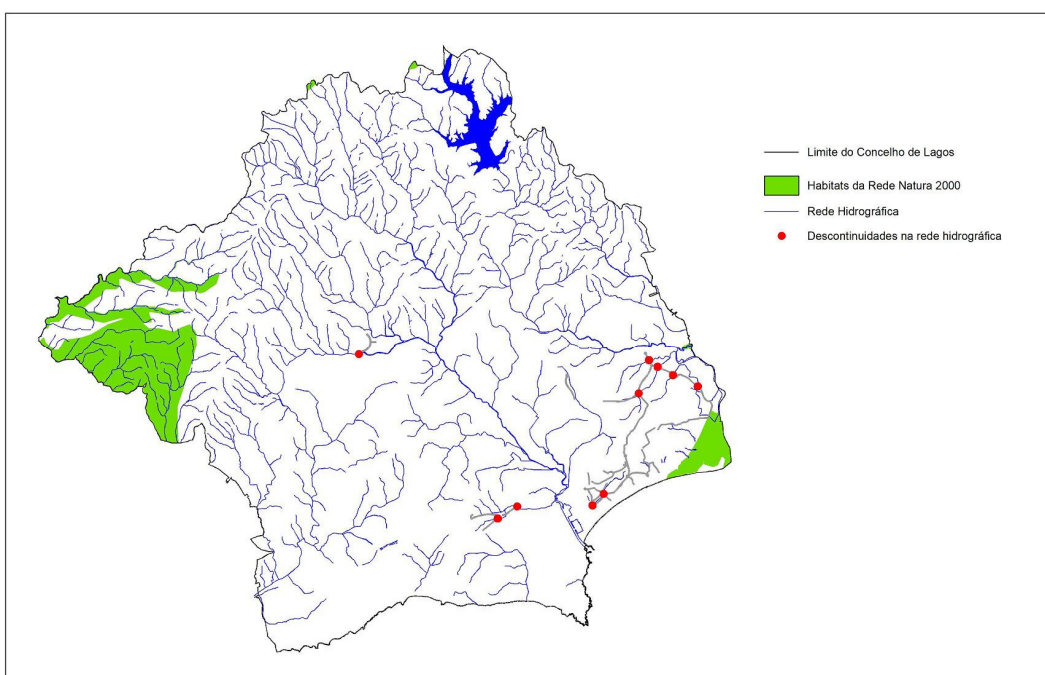 Limite do Concelho de Lagos
Habitats da Rede Natura 2000
Rede Hidrográfica
Descontinuidades na rede hidrográfica